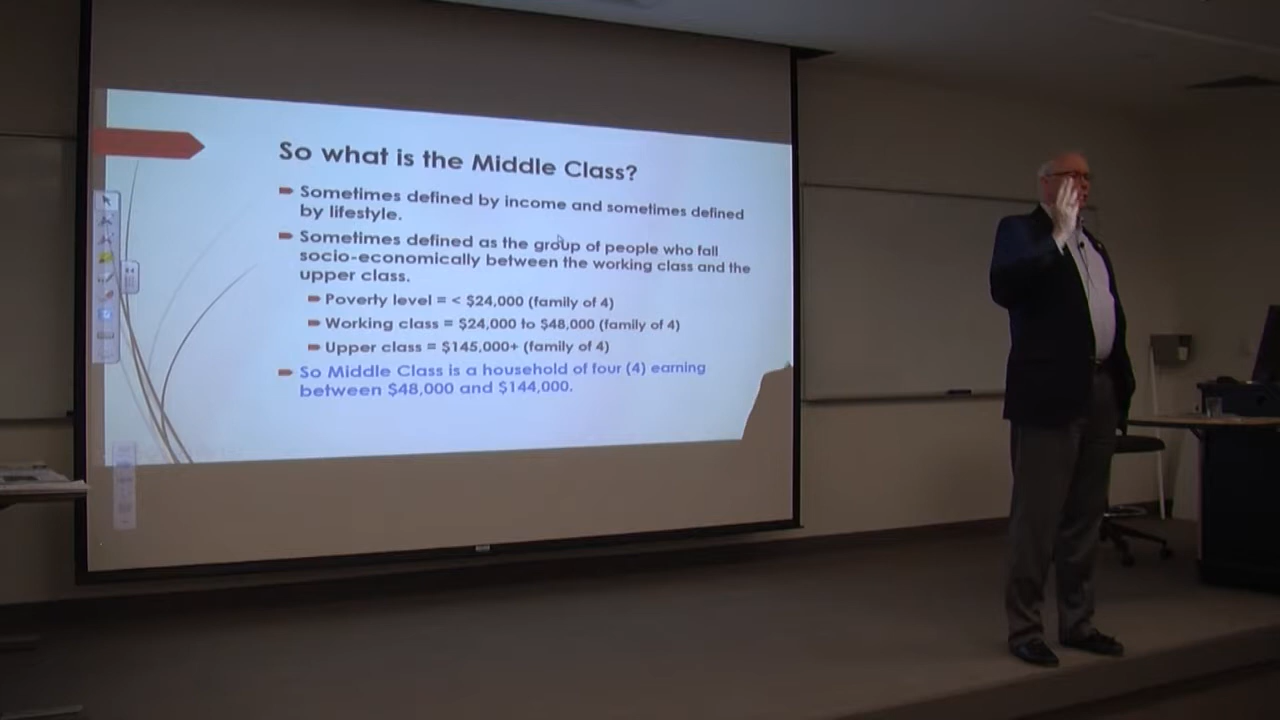 So what is the Middle Class?
Sometimes defined by income and sometimes defined
by lifestyle.
Sometimes defined as the group of people who fall
socio-economically between the working class and the
upper class.
Poverty level = < $24,000 (family of 4)
Working class = $24,000 to $48,000 (family of 4)
Upper class = $145,000+ (family of 4)
So Middle Class is a household of four (4) earning
between $48,000 and $144,000.